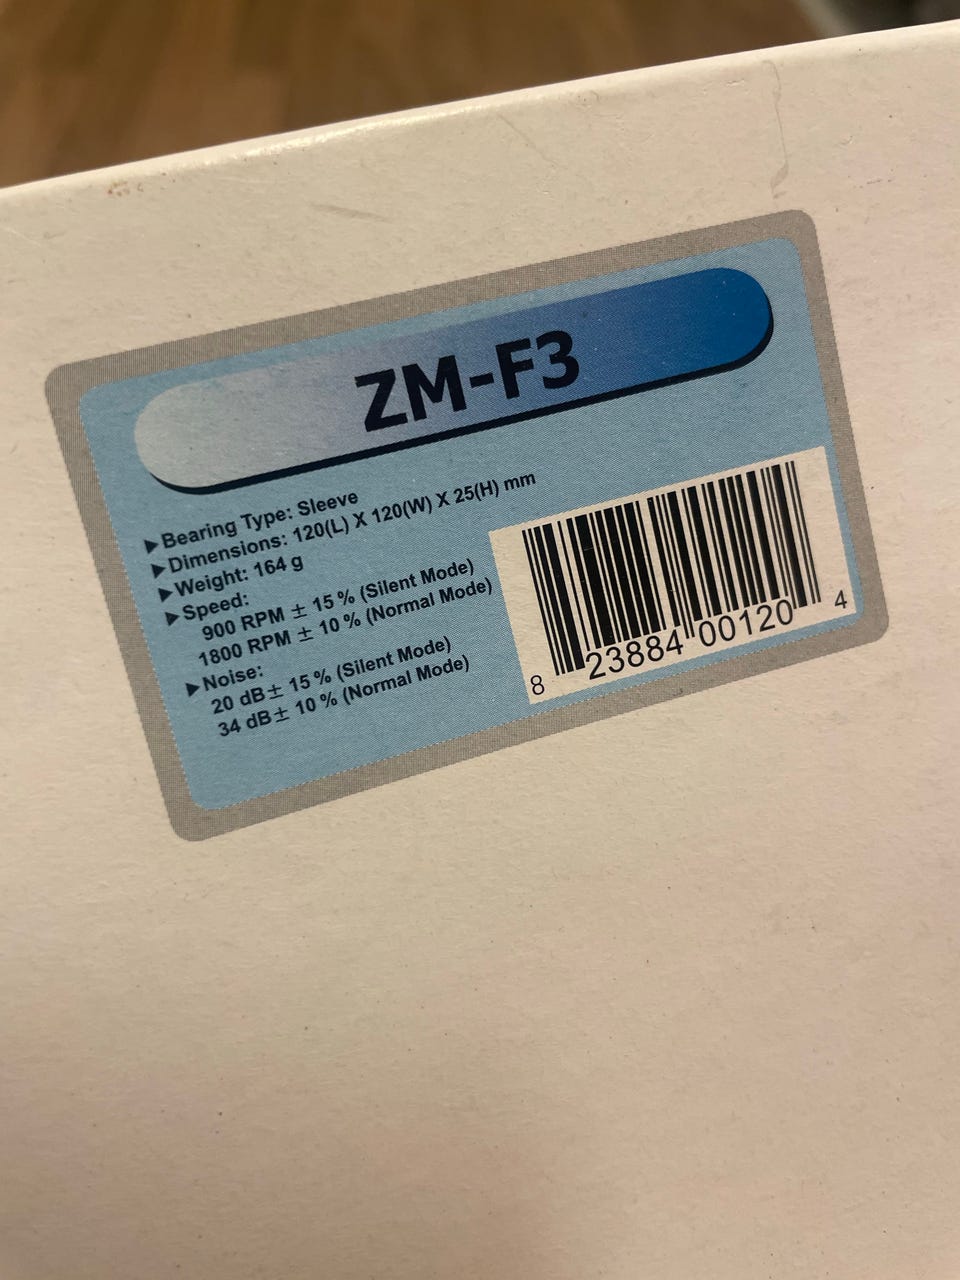 ZM-F3
▶Bearing Type: Sleeve
▶Dimensions: 120(L) X 120(W) X 25(H) mm
▶Weight: 164 g
▶Speed:
900 RPM ± 15 % (Silent Mode)
1800 RPM ± 10 % (Normal Mode)
▶Noise:
20 dB± 15 % (Silent Mode)
34 dB± 10 % (Normal Mode)
8 23884 00120 4